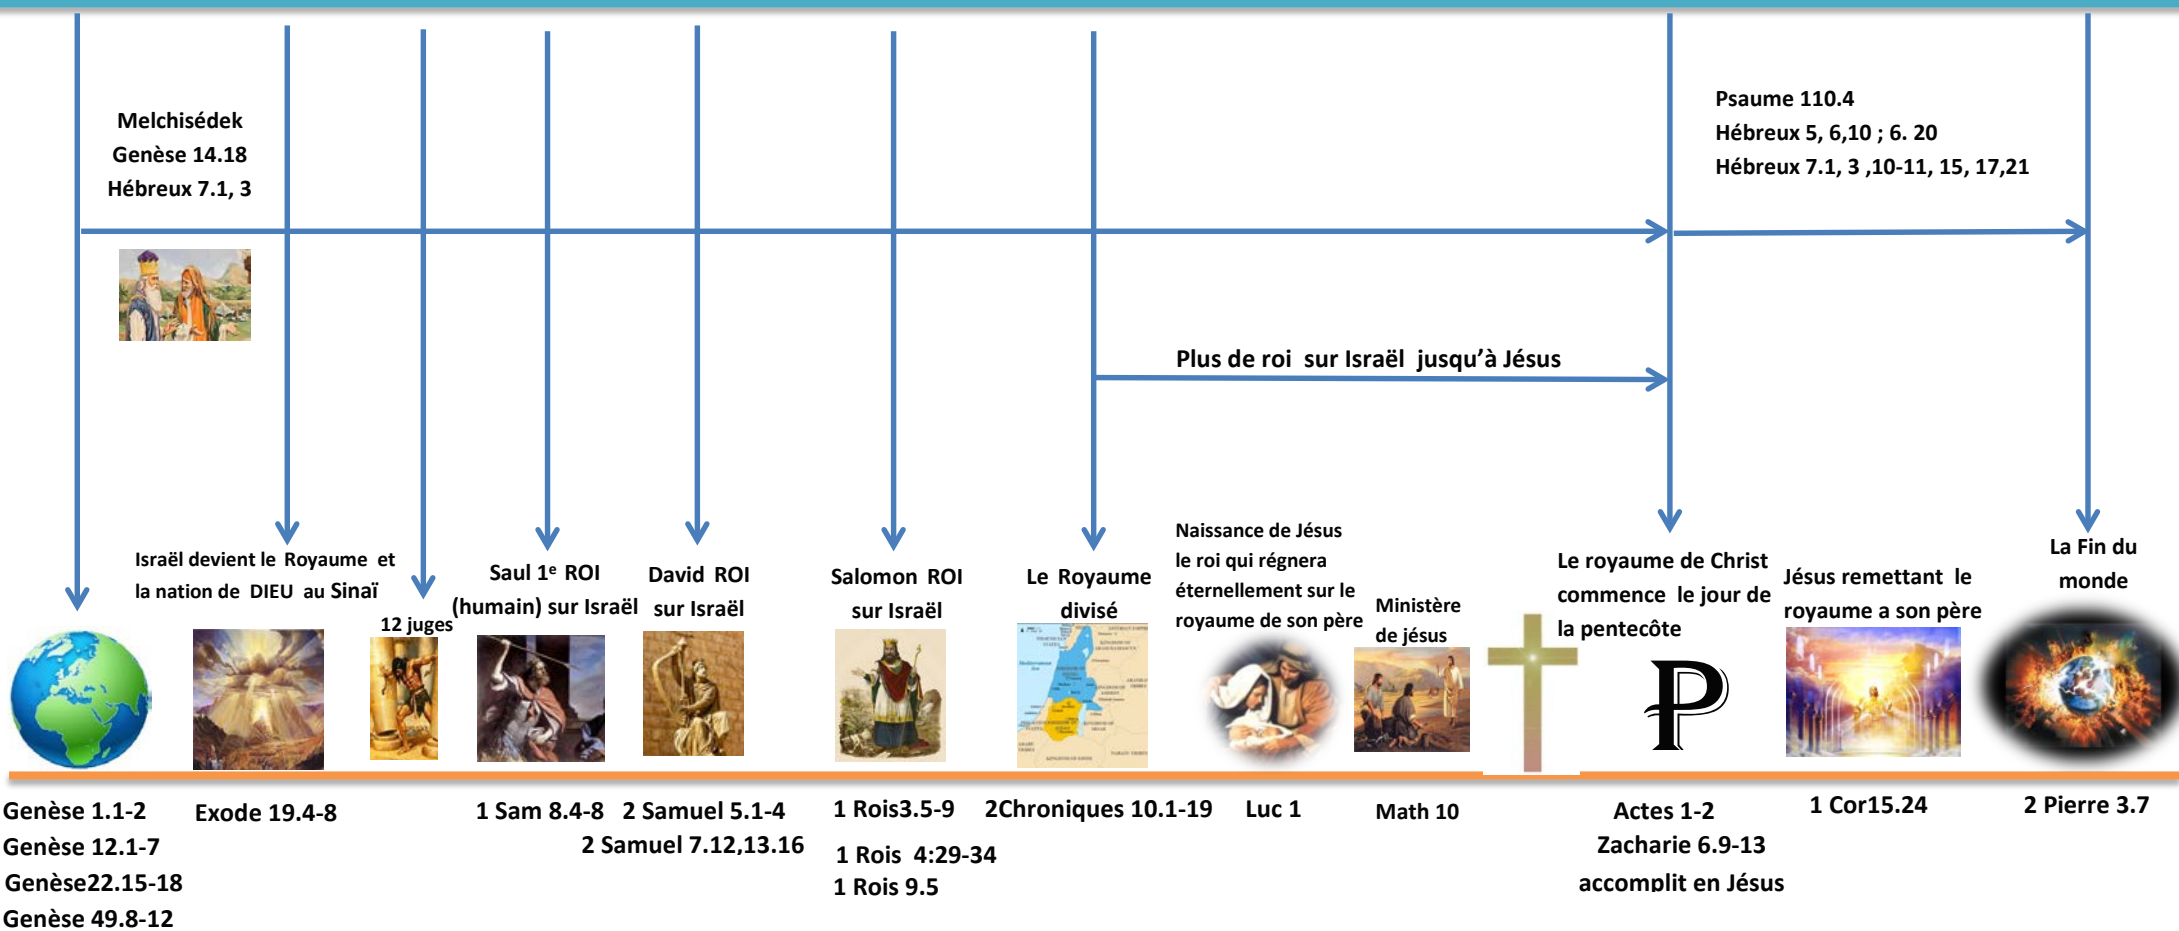 Melchisédek
Genèse 14.18
Hébreux 7.1, 3
Psaume 110.4
Hébreux 5, 6,10 ; 6. 20
Hébreux 7.1, 3 ,10-11, 15, 17,21
Plus de roi sur Israël jusqu'à Jésus
Israël devient le Royaume et
la nation de DIEU au Sinaï
12 juges
Saul 1e ROI
(humain) sur Israël
David ROI
sur Israël
Salomon ROI
sur Israël
Le Royaume
divisé
Naissance de Jésus
le roi qui régnera
éternellement sur le
royaume de son père
Ministère
de jésus
Le royaume de Christ
commence le jour de
la pentecôte
Jésus remettant le
royaume a son père
La Fin du
monde
Genèse 1.1-2
Genèse 12.1-7
Genèse22.15-18
Genèse 49.8-12
Exode 19.4-8
1 Sam 8.4-8
2 Samuel 5.1-4
2 Samuel 7.12,13.16
1 Rois3.5-9
1 Rois 4:29-34
1 Rois 9.5
2Chroniques 10.1-19
Luc 1
Math 10
Actes 1-2
Zacharie 6.9-13
accomplit en Jésus
1 Cor15.24
2 Pierre 3.7